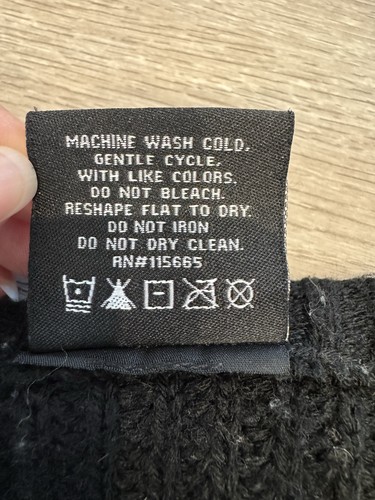 MACHINE WASH COLD.
GENTLE CYCLE.
WITH LIKE COLORS.
DO NOT BLEACH.
RESHAPE FLAT TO DRY.
DO NOT IRON
DO NOT DRY CLEAN.
RN#115665